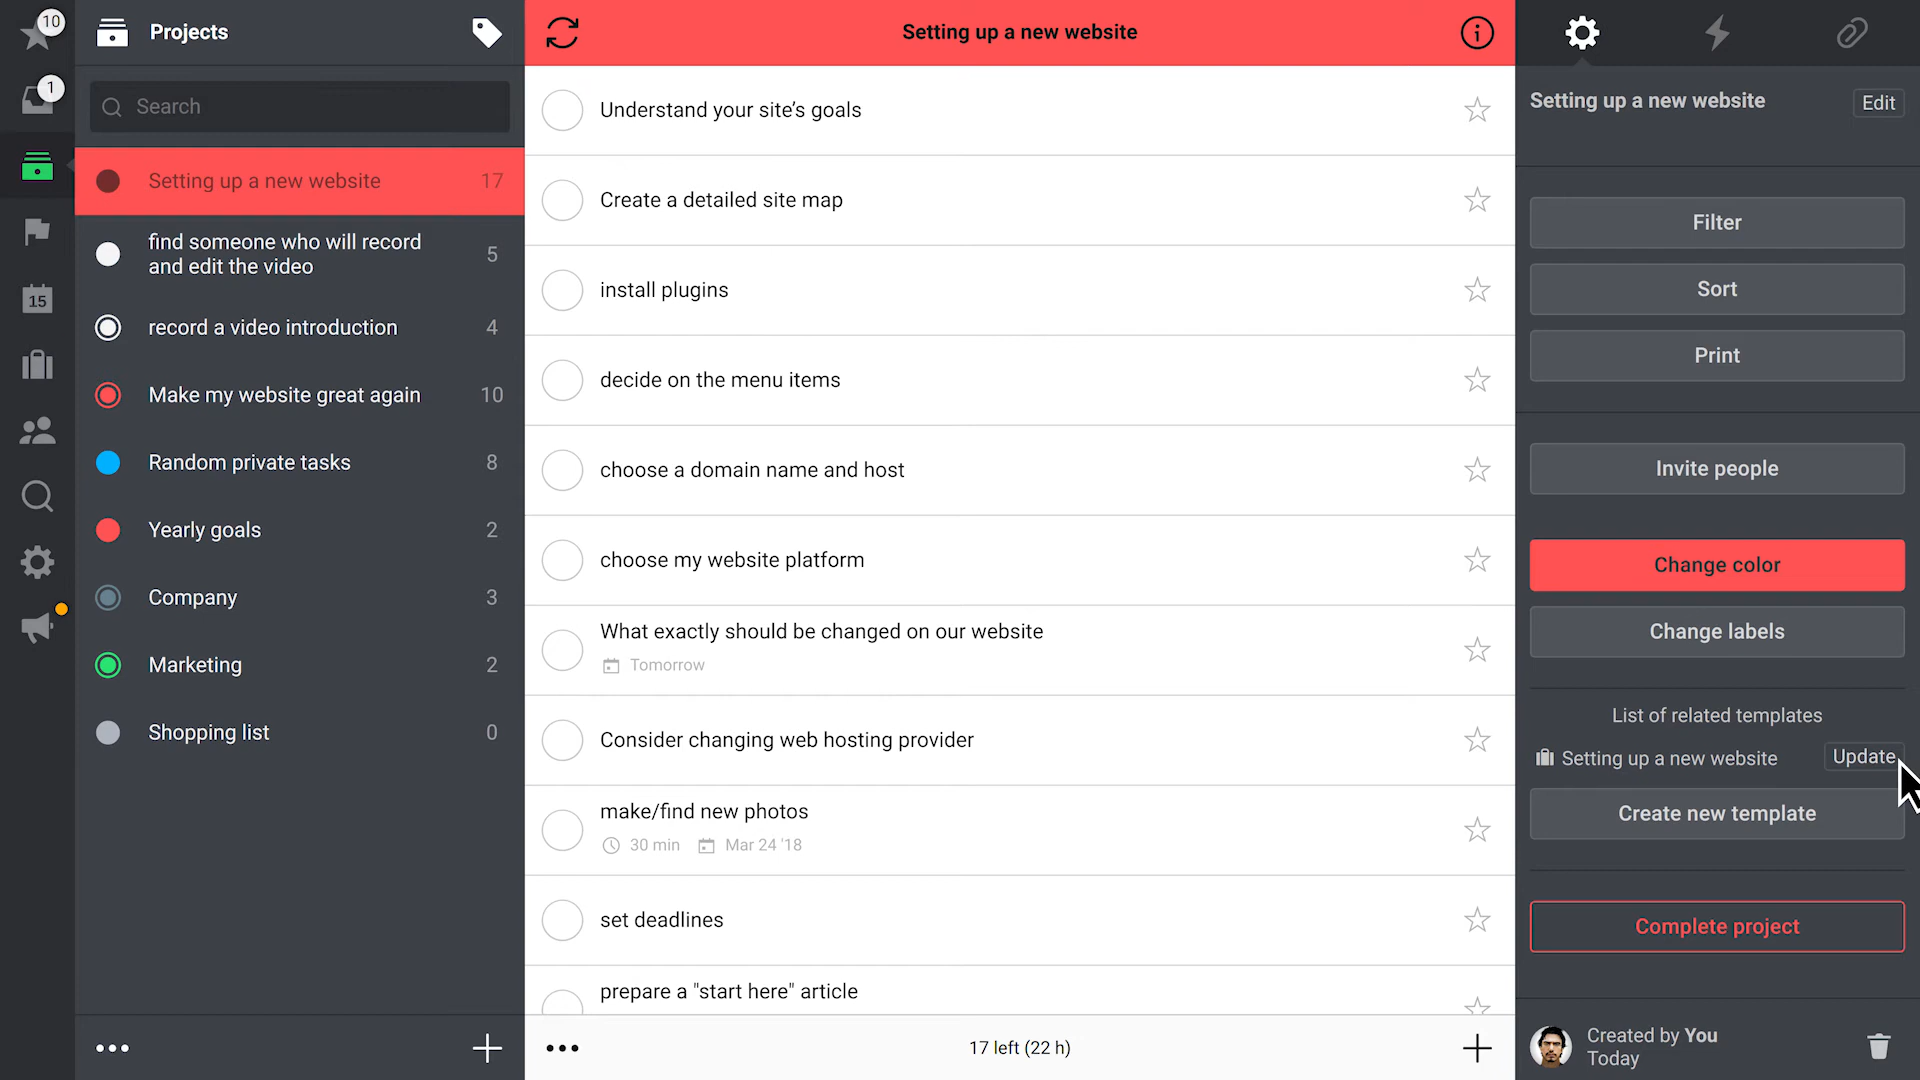 10
1
15
Projects
Search
Setting up a new website 17
find someone who will record
and edit the video 5
record a video introduction 4
Make my website great again 10
Random private tasks 8
Yearly goals 2
Company 3
Marketing 2
Shopping list 0
Setting up a new website
Understand your site’s goals
Create a detailed site map
install plugins
decide on the menu items
choose a domain name and host
choose my website platform
What exactly should be changed on our website
Tomorrow
Consider changing web hosting provider
make/find new photos
30 min Mar 24 '18
set deadlines
prepare a "start here" article
17 left (22 h)
Setting up a new website Edit
Filter
Sort
Print
Invite people
Change color
Change labels
List of related templates
Setting up a new website Update
Create new template
Complete project
Created by You
Today